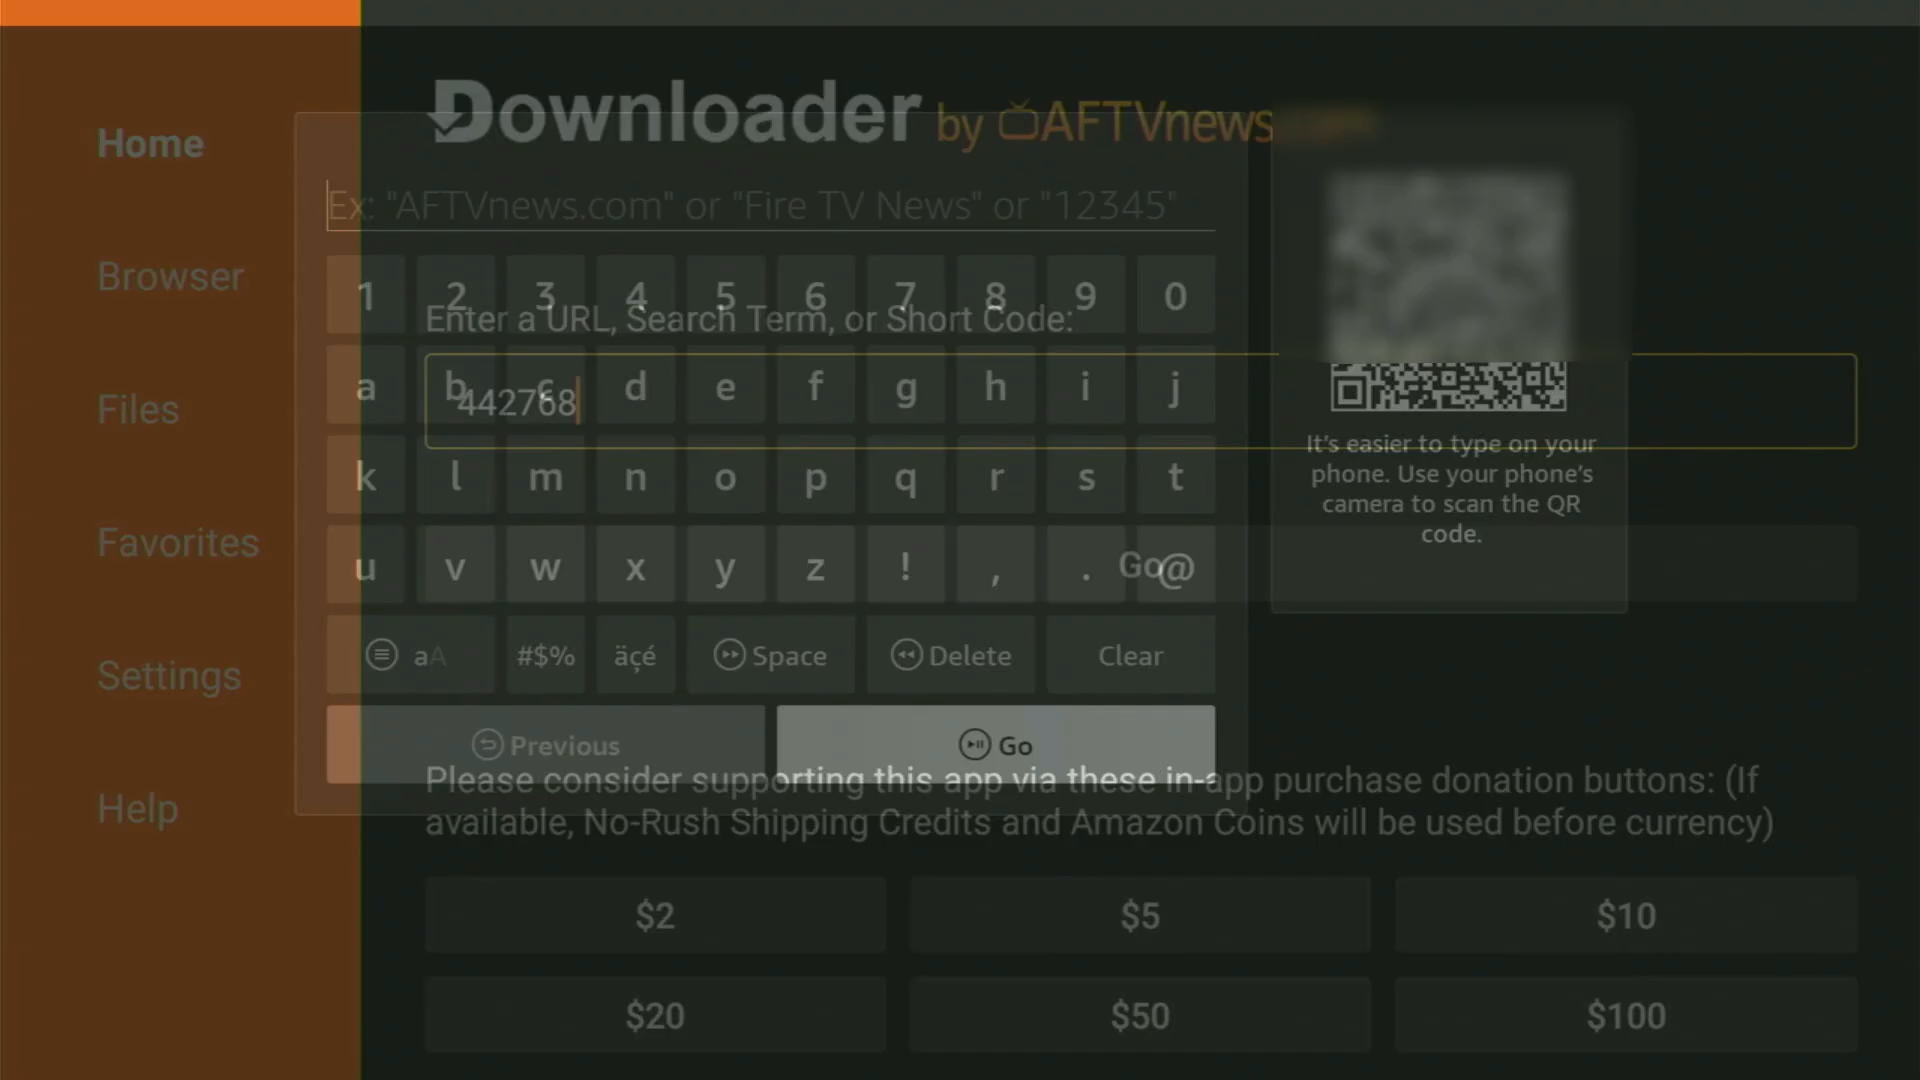 Downloader by AFTVnews
Home
Browser
Files
Favorites
Settings
Help
Ex: "AFTVnews.com" or "Fire TV News" or "12345"
1 2 3 4 5 6 7 8 9 0
Enter a URL, Search Term, or Short Code:
a b c d e f g h i j
442768
k l m n o p q r s t
u v w x y z ! , . @
Go
aA #$% äçé Space Delete Clear
Previous Go
It's easier to type on your
phone. Use your phone's
camera to scan the QR
code.
Please consider supporting this app via these in-app purchase donation buttons: (If
available, No-Rush Shipping Credits and Amazon Coins will be used before currency)
$2 $5 $10
$20 $50 $100